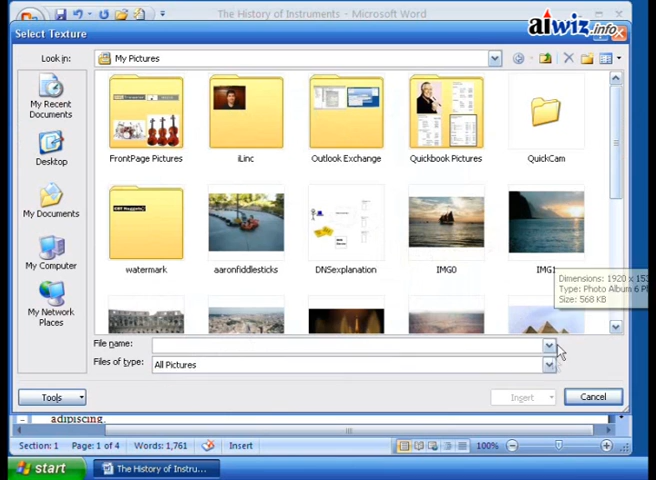 The History of Instruments - Microsoft Word
aiwiz.info
Select Texture
Look in:
My Pictures
My Recent
Documents
Desktop
My Documents
My Computer
My Network
Places
FrontPage Pictures
iLinc
Outlook Exchange
Quickbook Pictures
QuickCam
watermark
aaronfiddlesticks
DNSexplanation
IMG0
IMG1
Dimensions: 1920 x 153
Type: Photo Album 6 P
Size: 568 KB
File name:
Files of type:
All Pictures
Tools
Insert
Cancel
adipiscing.
Section: 1
Page: 1 of 4
Words: 1,761
Insert
100%
start
The History of Instru...